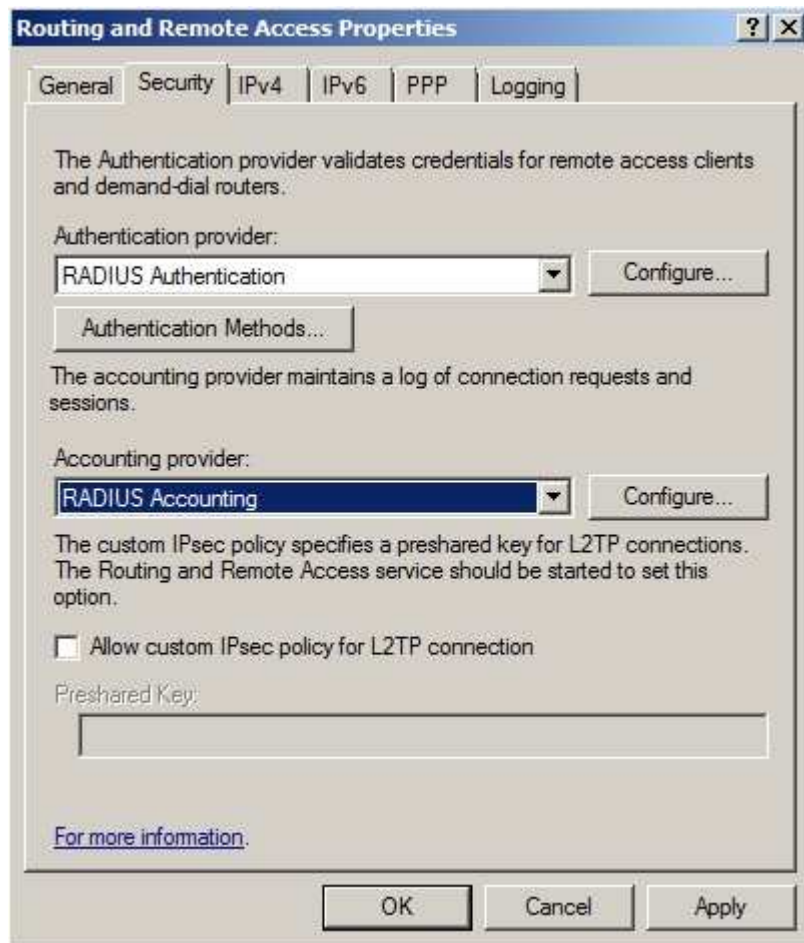 Routing and Remote Access Properties
General Security IPv4 IPv6 PPP Logging
The Authentication provider validates credentials for remote access clients
and demand-dial routers.
Authentication provider:
RADIUS Authentication Configure...
Authentication Methods...
The accounting provider maintains a log of connection requests and
sessions.
Accounting provider:
RADIUS Accounting Configure...
The custom IPsec policy specifies a preshared key for L2TP connections.
The Routing and Remote Access service should be started to set this
option.
Allow custom IPsec policy for L2TP connection
Preshared Key:
For more information.
OK Cancel Apply